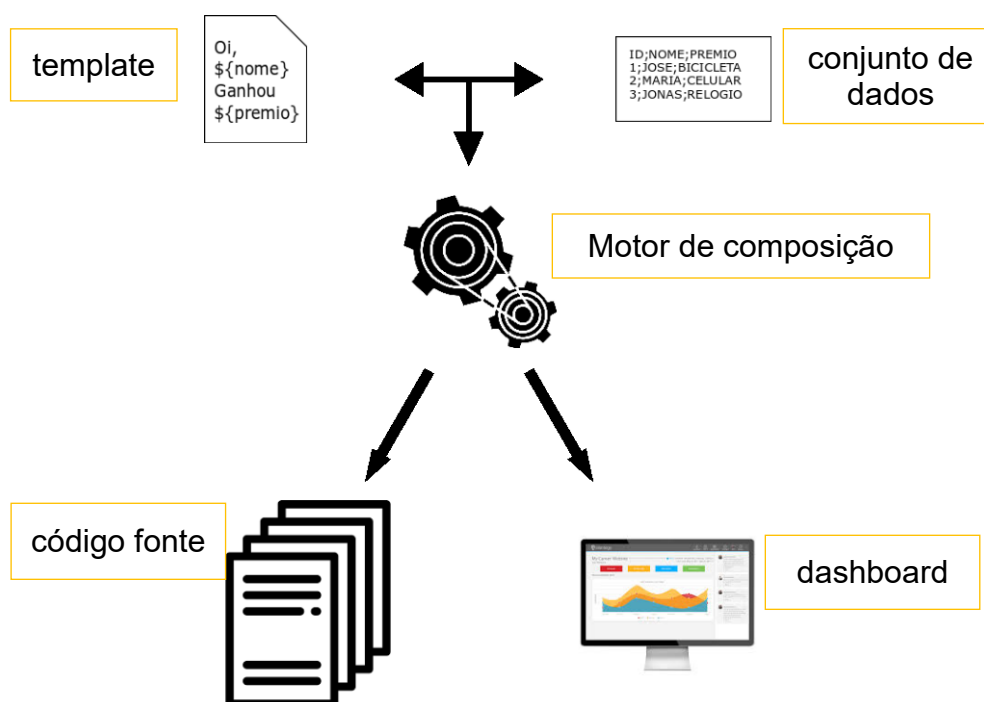 template
Oi,
${nome}
Ganhou
${premio}
ID;NOME;PREMIO
1;JOSE;BICICLETA
2;MARIA;CELULAR
3;JONAS;RELOGIO
conjunto de
dados
Motor de composição
código fonte
dashboard